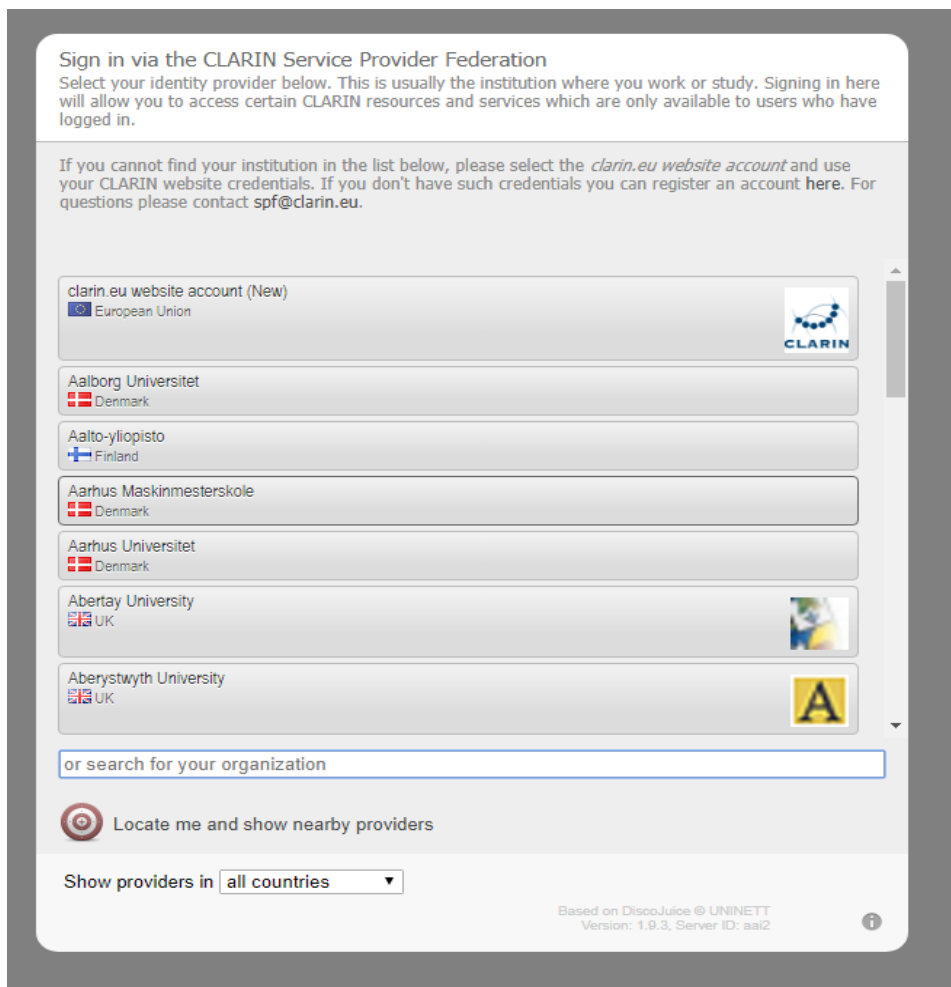 Sign in via the CLARIN Service Provider Federation
Select your identity provider below. This is usually the institution where you work or study. Signing in here
will allow you to access certain CLARIN resources and services which are only available to users who have
logged in.
If you cannot find your institution in the list below, please select the clarin.eu website account and use
your CLARIN website credentials. If you don't have such credentials you can register an account here. For
questions please contact spf@clarin.eu.
clarin.eu website account (New)
European Union
CLARIN
Aalborg Universitet
Denmark
Aalto-yliopisto
Finland
Aarhus Maskinmesterskole
Denmark
Aarhus Universitet
Denmark
Abertay University
UK
Aberystwyth University
UK
A
or search for your organization
Locate me and show nearby providers
Show providers in all countries
Based on DiscoJuice © UNINETT
Version: 1.9.3, Server ID: aai2